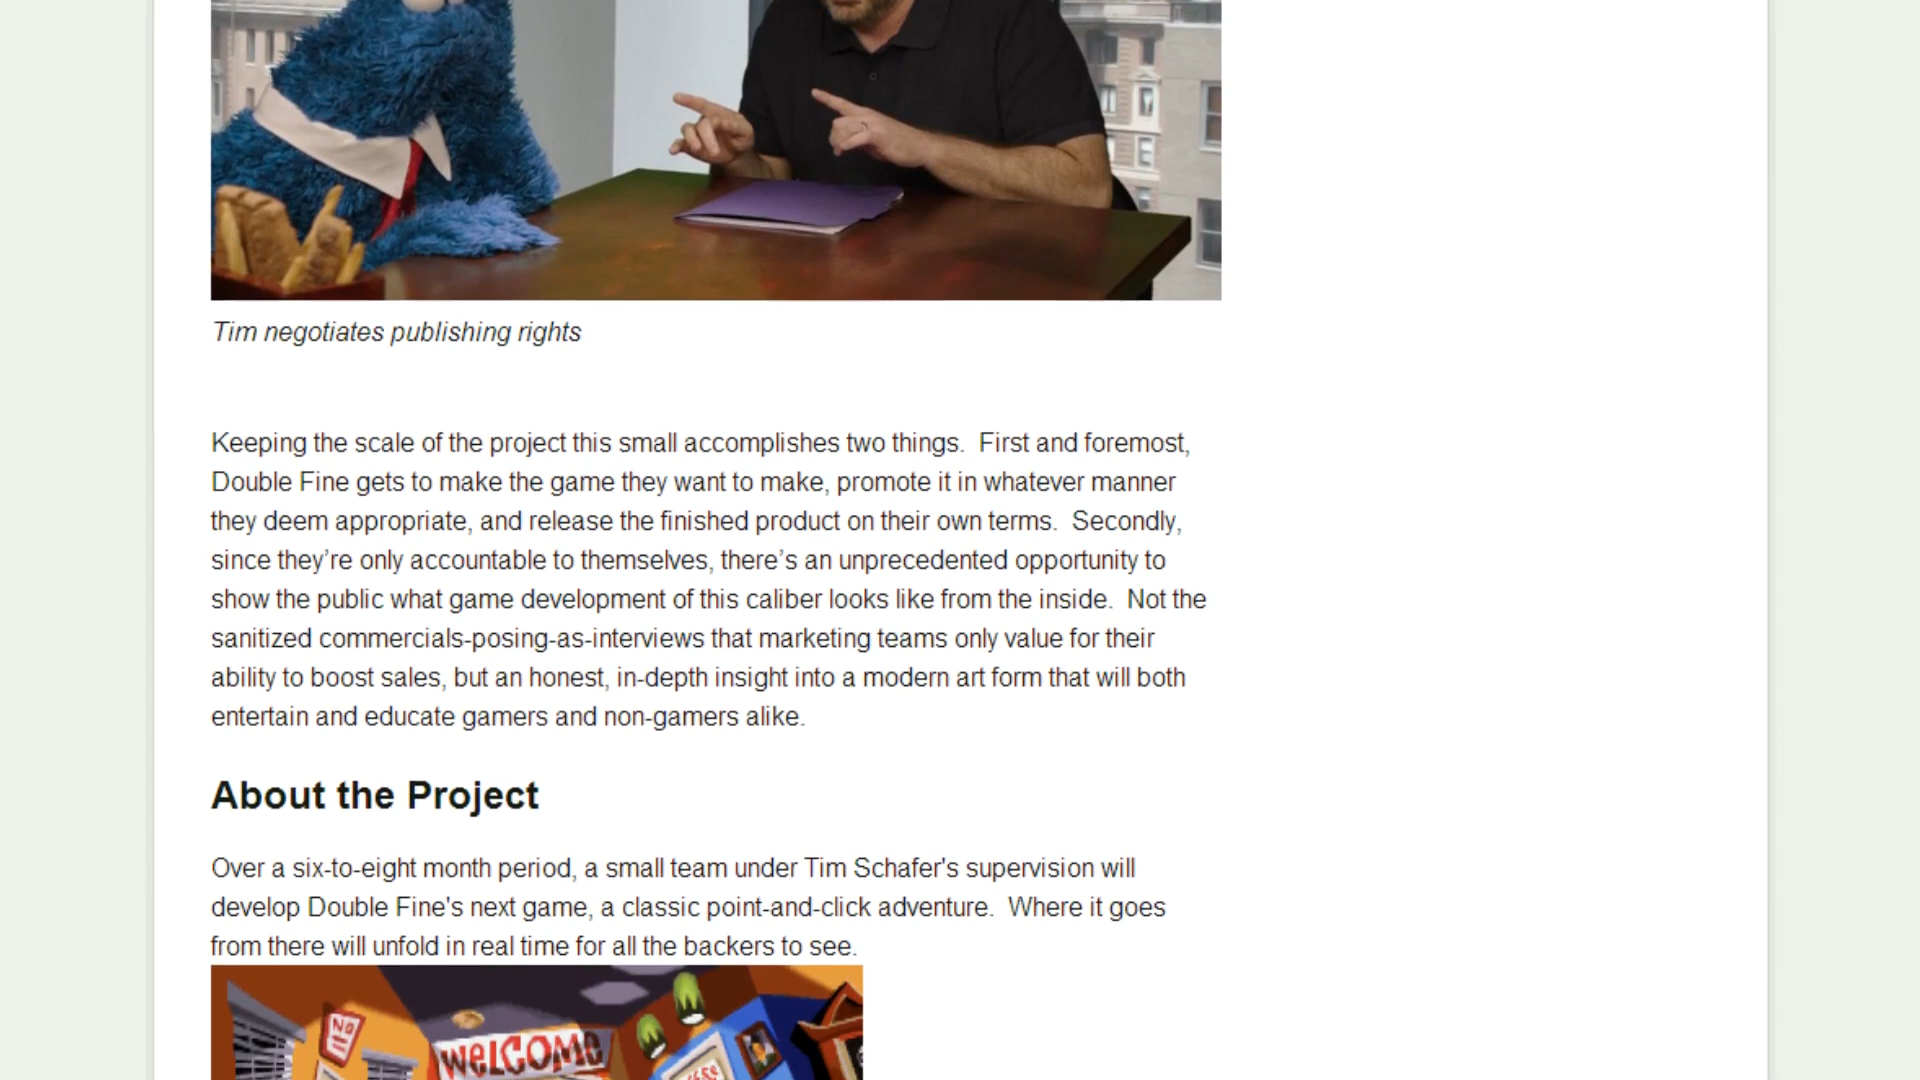 Tim negotiates publishing rights
Keeping the scale of the project this small accomplishes two things.  First and foremost,
Double Fine gets to make the game they want to make, promote it in whatever manner
they deem appropriate, and release the finished product on their own terms.  Secondly,
since they’re only accountable to themselves, there’s an unprecedented opportunity to
show the public what game development of this caliber looks like from the inside.  Not the
sanitized commercials-posing-as-interviews that marketing teams only value for their
ability to boost sales, but an honest, in-depth insight into a modern art form that will both
entertain and educate gamers and non-gamers alike.
About the Project
Over a six-to-eight month period, a small team under Tim Schafer's supervision will
develop Double Fine's next game, a classic point-and-click adventure.  Where it goes
from there will unfold in real time for all the backers to see.
NO
WELCOME